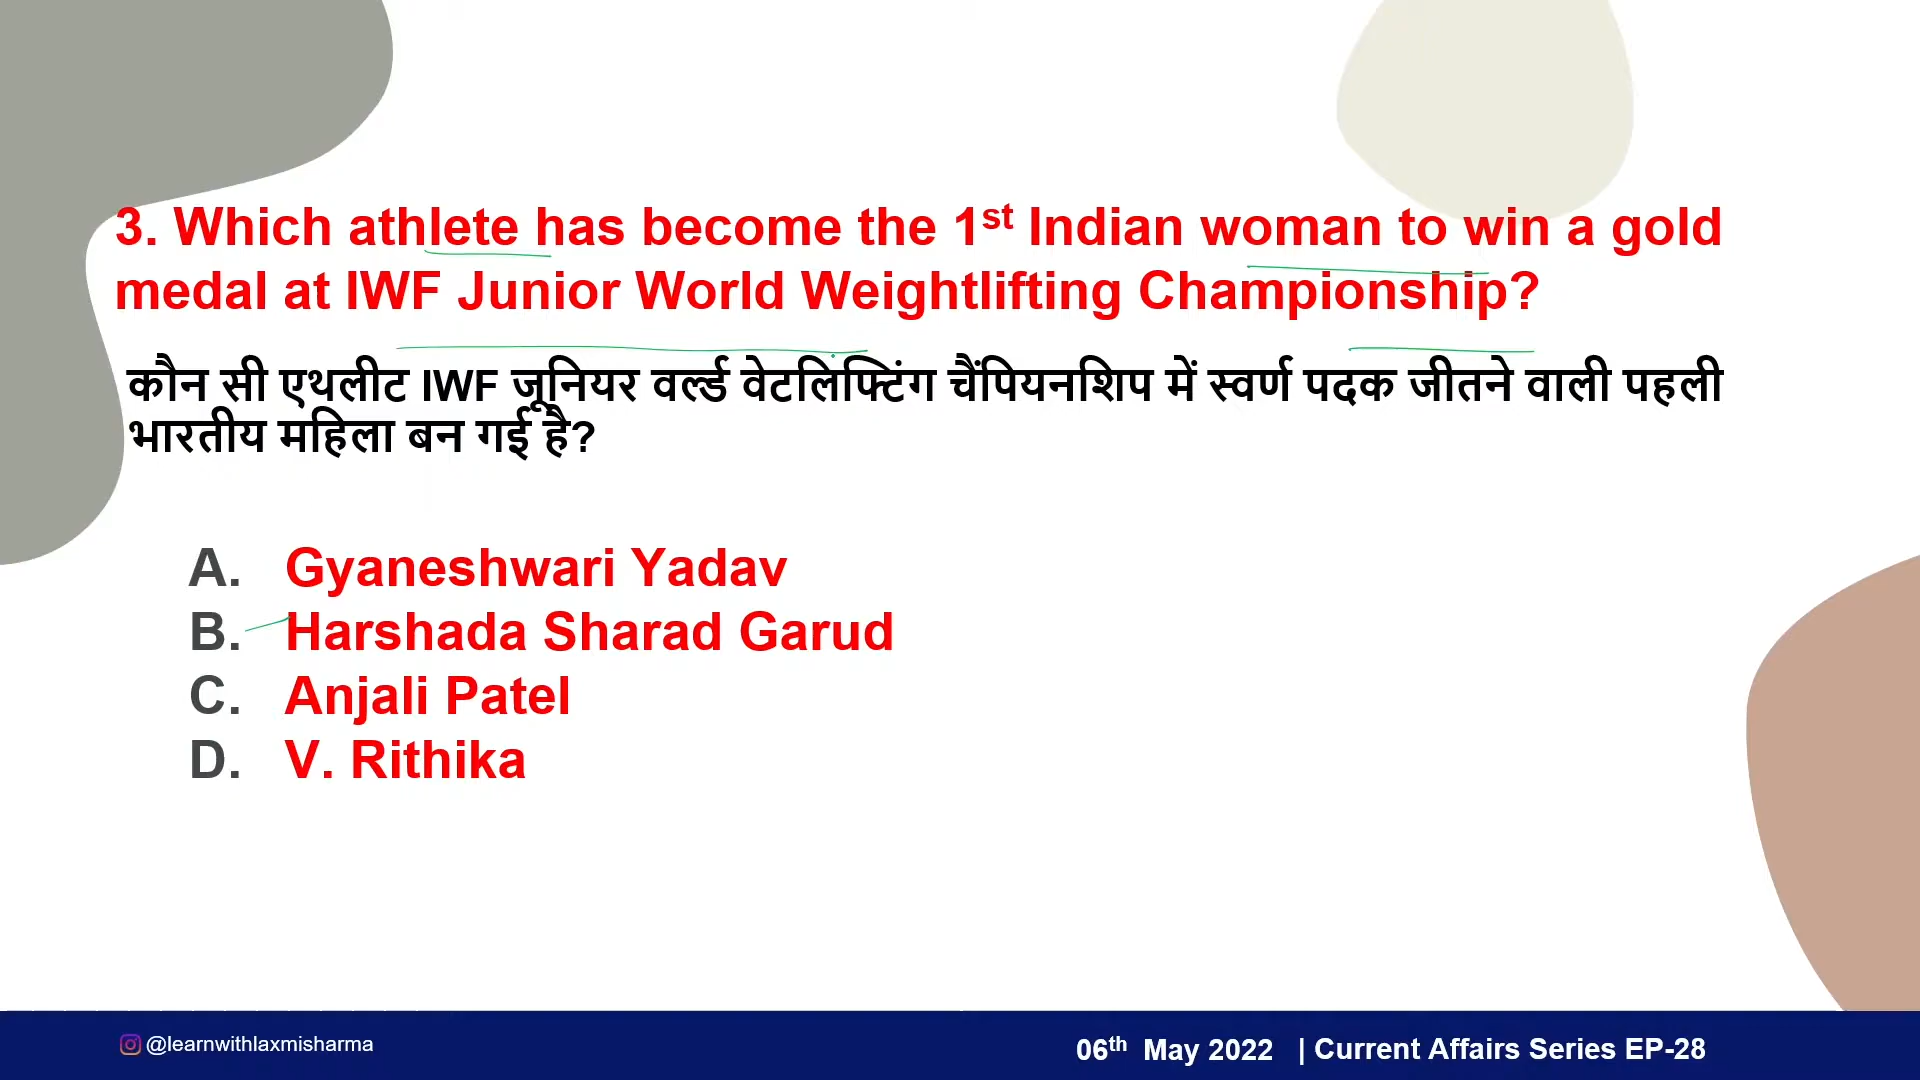 3. Which athlete has become the 1st Indian woman to win a gold
medal at IWF Junior World Weightlifting Championship?
कौन सी एथलीट IWF जूनियर वर्ल्ड वेटलिफ्टिंग चैंपियनशिप में स्वर्ण पदक जीतने वाली पहली
भारतीय महिला बन गई है?
A. Gyaneshwari Yadav
B. Harshada Sharad Garud
C. Anjali Patel
D. V. Rithika
@learnwithlaxmisharma
06th May 2022 | Current Affairs Series EP-28